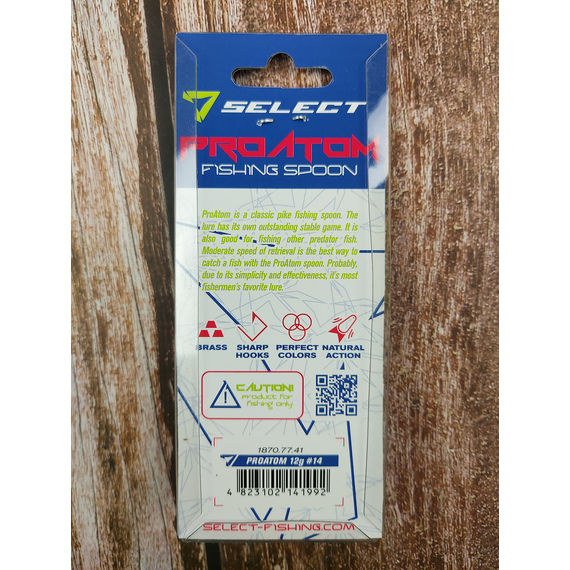 SELECT
PROATOM
FISHING SPOON
ProAtom is a classic pike fishing spoon. The
lure has its own outstanding stable game. It is
also good for fishing other predator fish.
Moderate speed of retrieval is the best way to
catch a fish with the ProAtom spoon. Probably,
due to its simplicity and effectiveness, it's most
fishermen's favorite lure.
BRASS SHARP HOOKS PERFECT COLORS NATURAL ACTION
CAUTION!
Product for
fishing only
1870.77.41
PROATOM 12g #14
4 823102 141992
SELECT-FISHING.COM